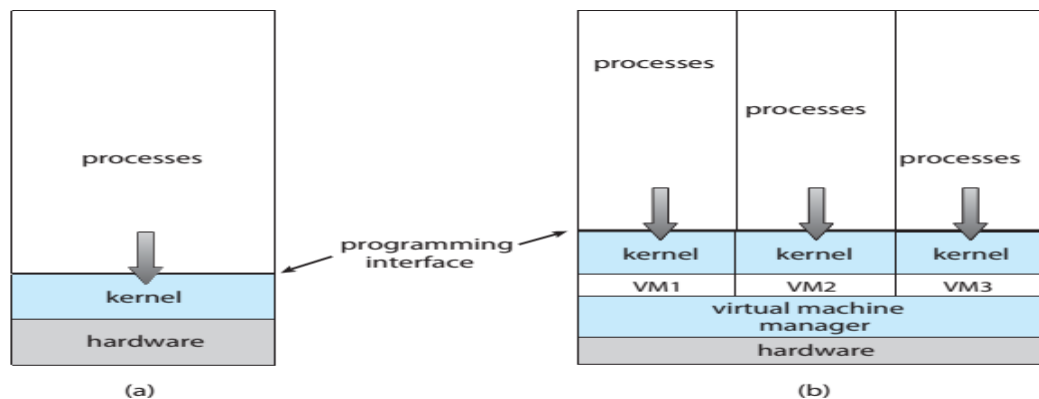 processes
kernel
hardware
(a)
programming
interface
processes
processes
processes
kernel
kernel
kernel
VM1
VM2
VM3
virtual machine
manager
hardware
(b)